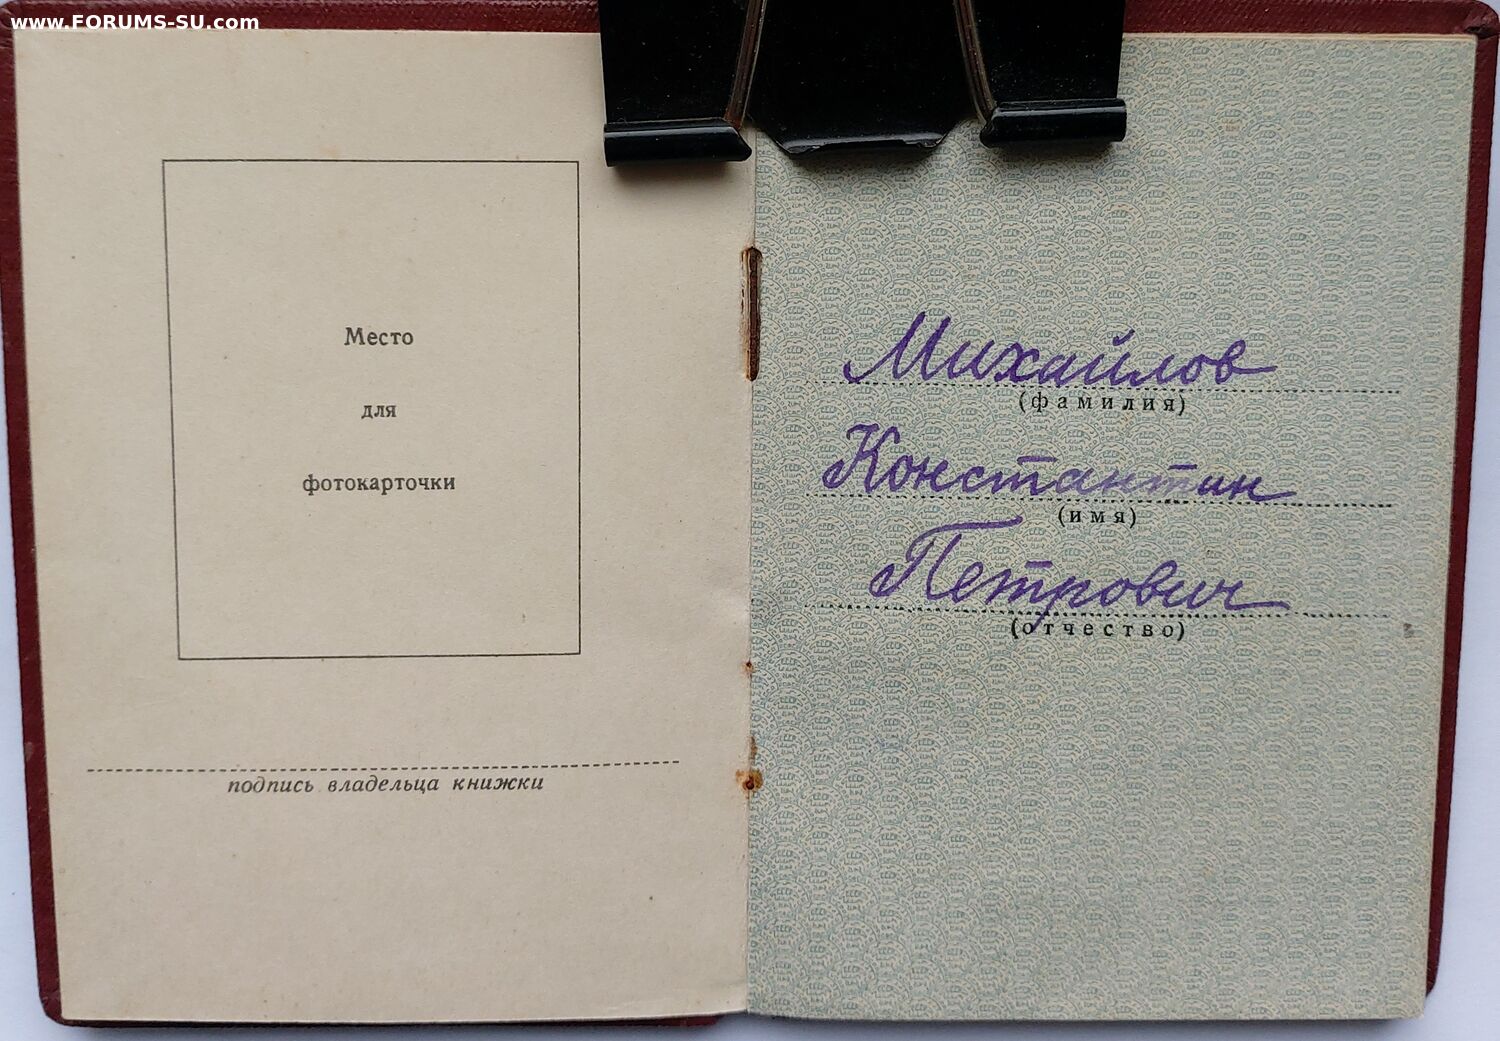 www.FORUMS-SU.com
Место
для
фотокарточки
подпись владельца книжки
Михайлов
(фамилия)
Константин
(имя)
Петрович
(отчество)